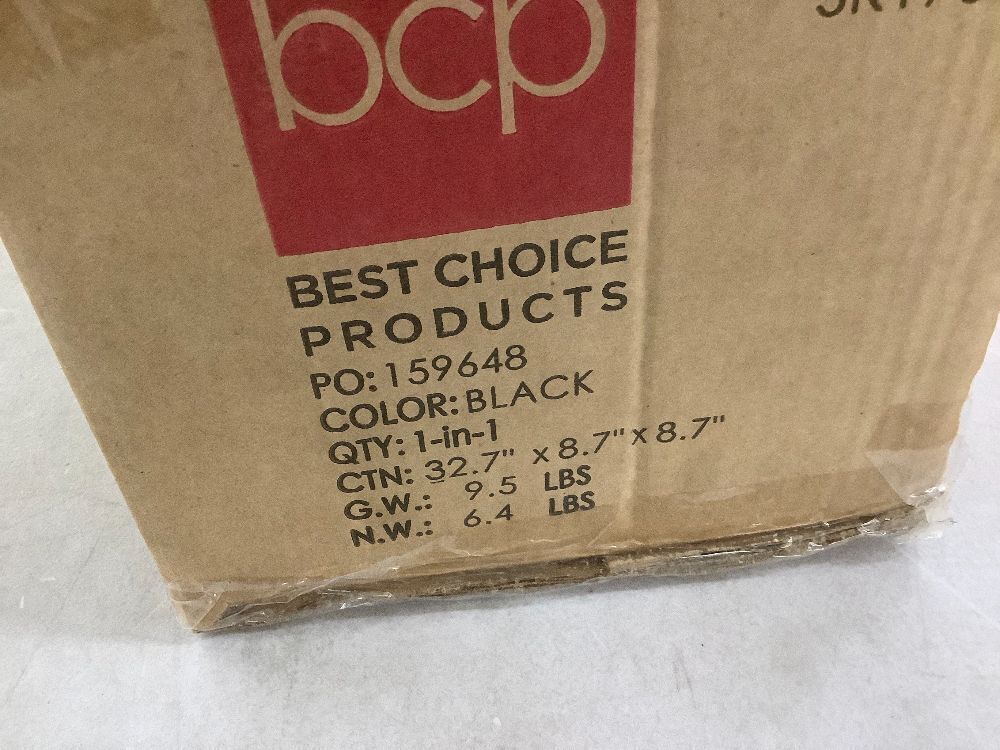 bcp
BEST CHOICE
PRODUCTS
PO: 159648
COLOR: BLACK
QTY: 1-in-1
CTN: 32.7" x 8.7" x 8.7"
G.W.: 9.5 LBS
N.W.: 6.4 LBS